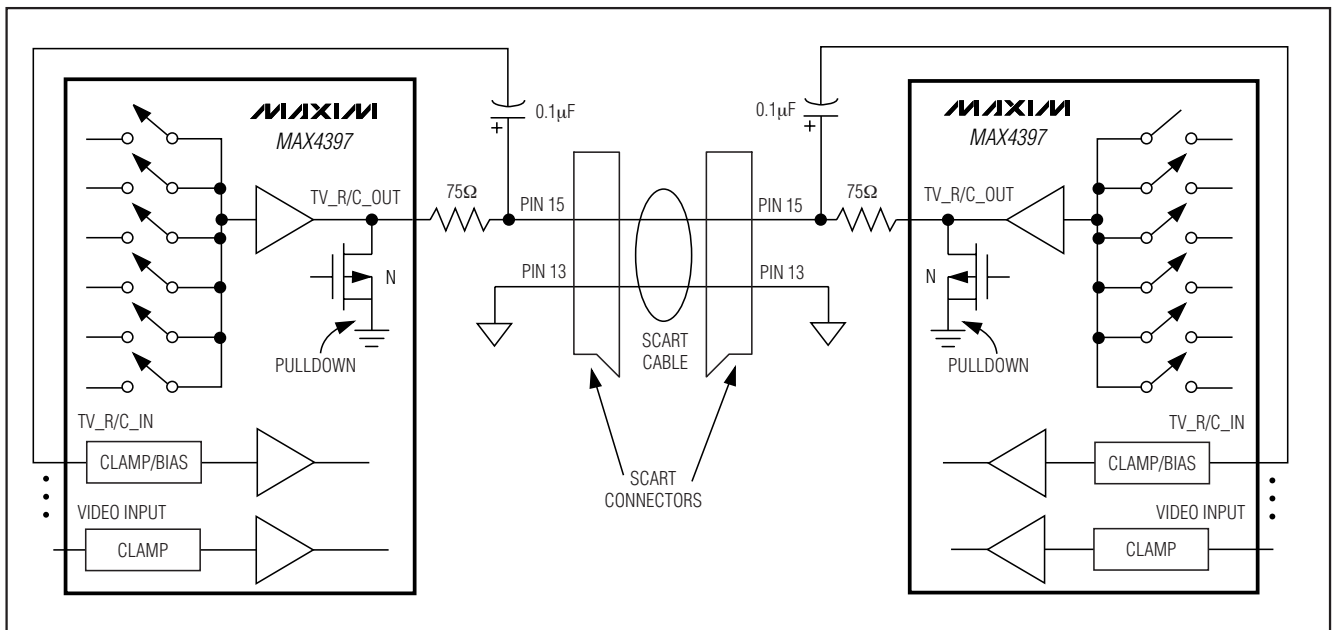 MAXIM
MAX4397
0.1µF
+
75Ω
TV_R/C_OUT
PIN 15
N
PIN 13
PULLDOWN
TV_R/C_IN
CLAMP/BIAS
VIDEO INPUT
CLAMP
SCART
CABLE
SCART
CONNECTORS
0.1µF
+
PIN 15
75Ω
PIN 13
MAXIM
MAX4397
TV_R/C_OUT
N
PULLDOWN
TV_R/C_IN
CLAMP/BIAS
VIDEO INPUT
CLAMP